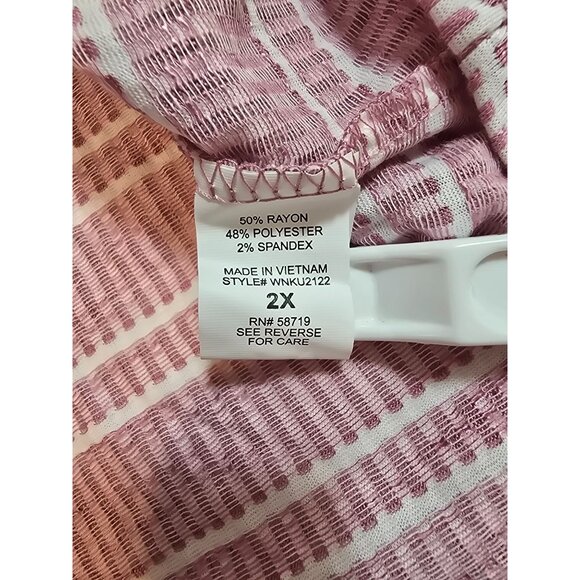 50% RAYON
48% POLYESTER
2% SPANDEX
MADE IN VIETNAM
STYLE# WNKU2122
2X
RN# 58719
SEE REVERSE
FOR CARE